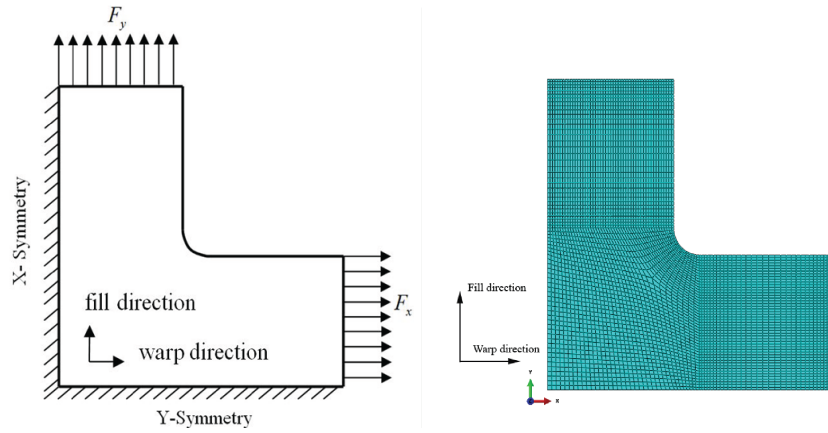 F_y
X- Symmetry
fill direction
warp direction
F_x
Y-Symmetry
Fill direction
Warp direction
Y
X